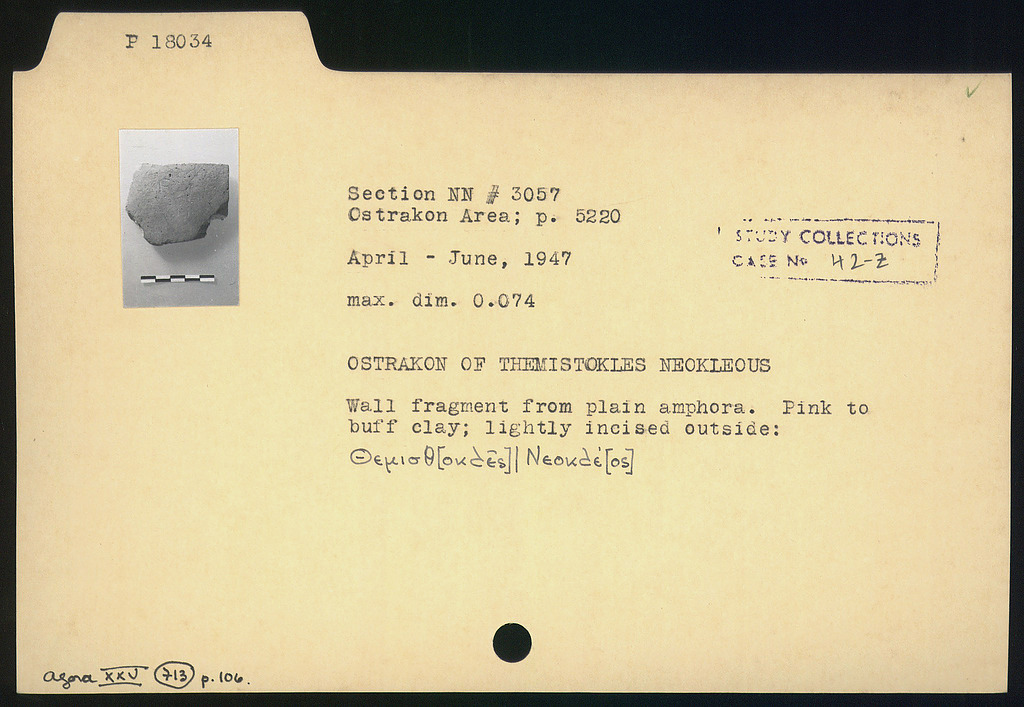 P 18034
Section NN # 3057
Ostrakon Area; p. 5220
April - June, 1947
STUDY COLLECTIONS
CASE No 42-Z
max. dim. 0.074
OSTRAKON OF THEMISTOKLES NEOKLEOUS
Wall fragment from plain amphora. Pink to
buff clay; lightly incised outside:
Θεμισθ[οκλε͂ς]| Νεοκλέ[ος]
Agora XXV 713 p. 106.